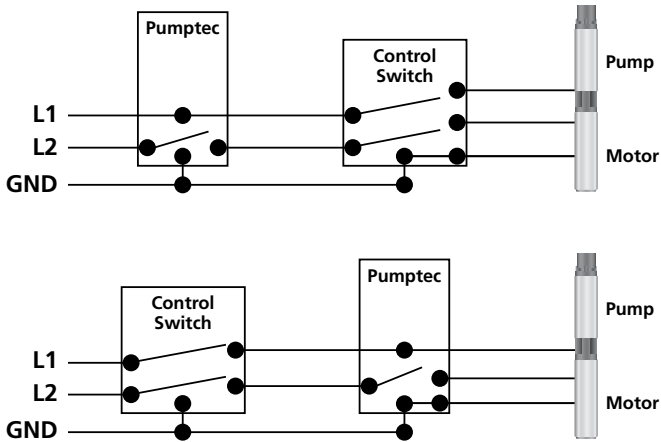 Pumptec
Control
Switch
Pump
L1
L2
Motor
GND
Pumptec
Control
Switch
Pump
L1
L2
Motor
GND